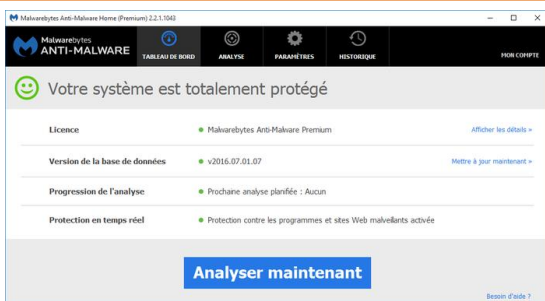 Malwarebytes Anti-Malware Home (Premium) 2.2.1.1043
Malwarebytes
ANTI-MALWARE
TABLEAU DE BORD
ANALYSE
PARAMÈTRES
HISTORIQUE
MON COMPTE
Votre système est totalement protégé
Licence
Malwarebytes Anti-Malware Premium
Afficher les détails »
Version de la base de données
v2016.07.01.07
Mettre à jour maintenant »
Progression de l'analyse
Prochaine analyse planifiée : Aucun
Protection en temps réel
Protection contre les programmes et sites Web malveillants activée
Analyser maintenant
Besoin d'aide ?